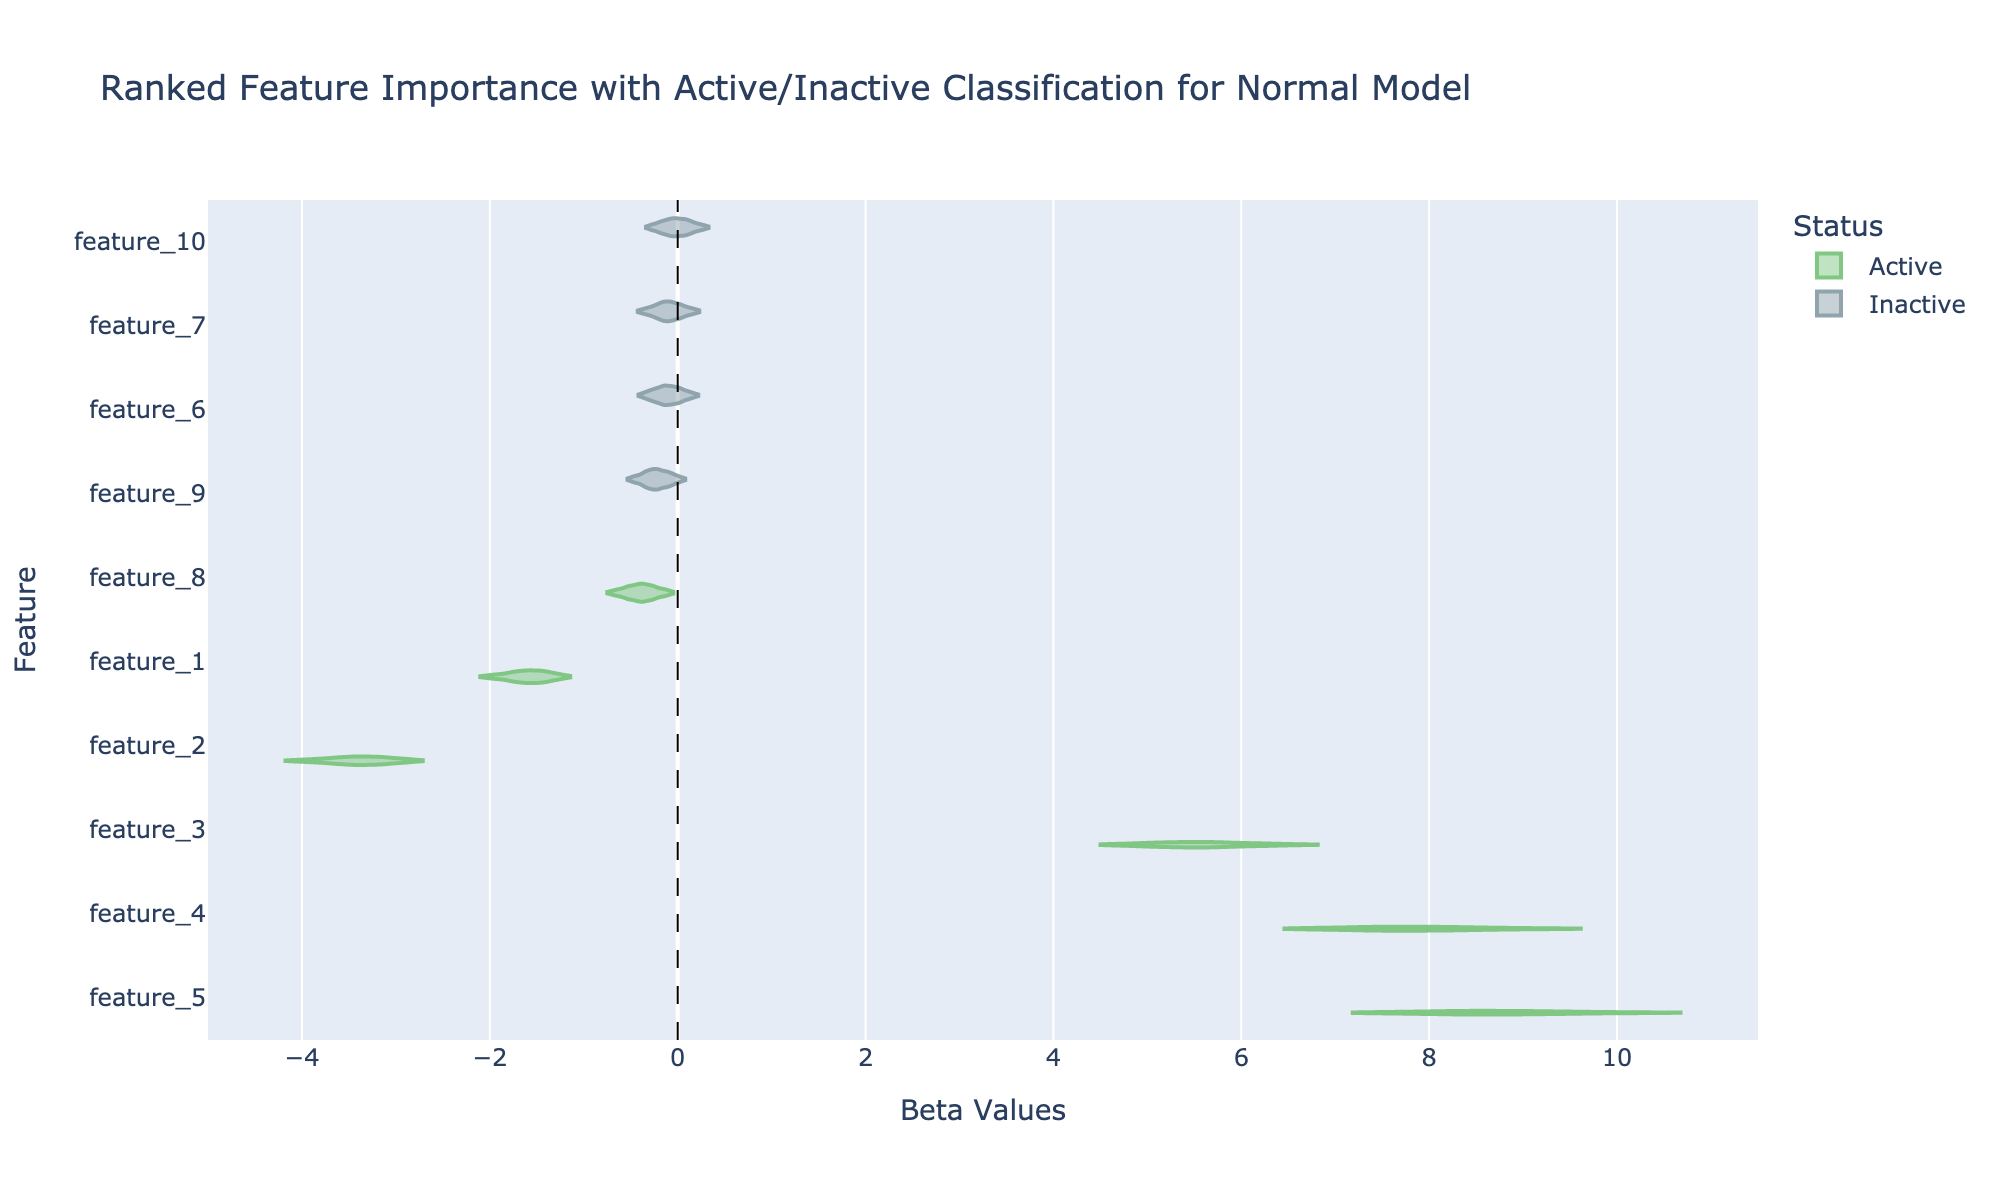 Ranked Feature Importance with Active/Inactive Classification for Normal Model
Status
Active
Inactive
Feature
feature_10
feature_7
feature_6
feature_9
feature_8
feature_1
feature_2
feature_3
feature_4
feature_5
−4 −2 0 2 4 6 8 10
Beta Values